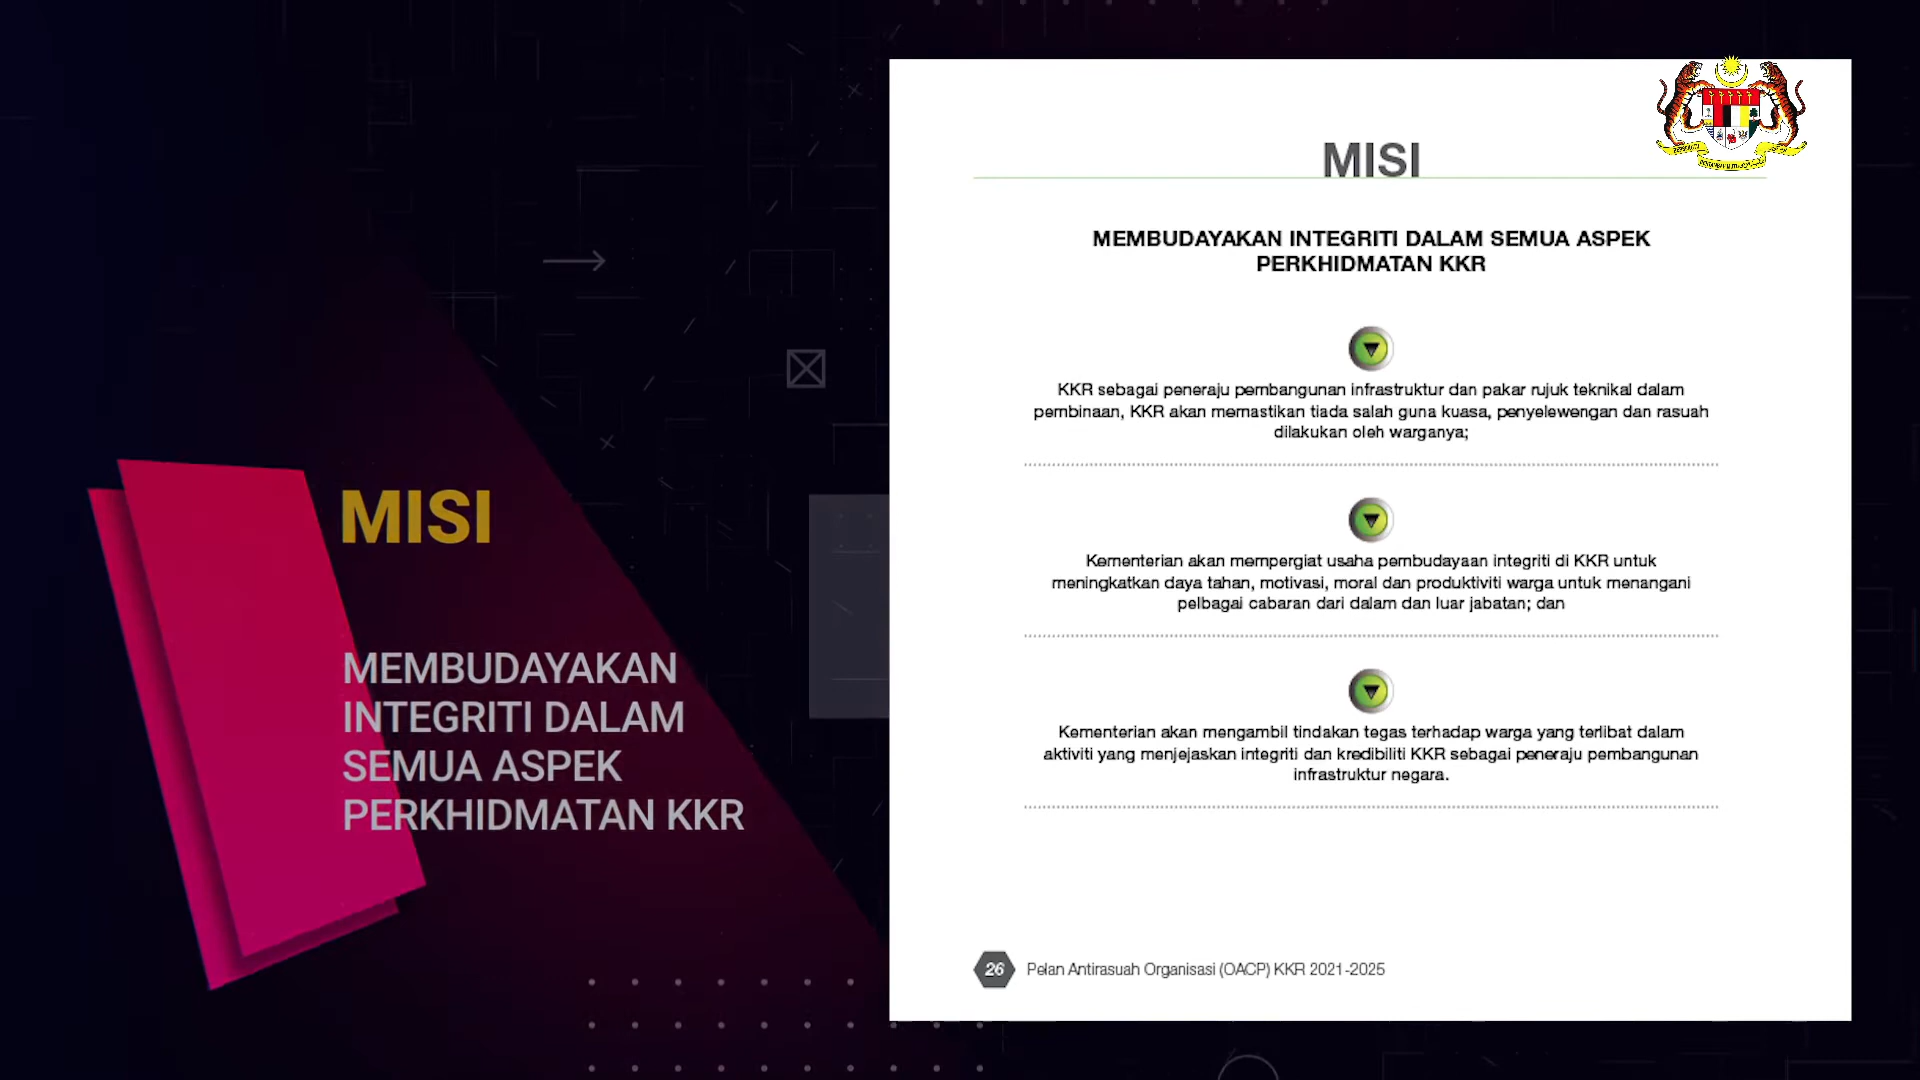 MISI
MEMBUDAYAKAN
INTEGRITI DALAM
SEMUA ASPEK
PERKHIDMATAN KKR
MISI
MEMBUDAYAKAN INTEGRITI DALAM SEMUA ASPEK
PERKHIDMATAN KKR
KKR sebagai peneraju pembangunan infrastruktur dan pakar rujuk teknikal dalam
pembinaan, KKR akan memastikan tiada salah guna kuasa, penyelewengan dan rasuah
dilakukan oleh warganya;
Kementerian akan mempergiat usaha pembudayaan integriti di KKR untuk
meningkatkan daya tahan, motivasi, moral dan produktiviti warga untuk menangani
pelbagai cabaran dari dalam dan luar jabatan; dan
Kementerian akan mengambil tindakan tegas terhadap warga yang terlibat dalam
aktiviti yang menjejaskan integriti dan kredibiliti KKR sebagai peneraju pembangunan
infrastruktur negara.
26 Pelan Antirasuah Organisasi (OACP) KKR 2021-2025